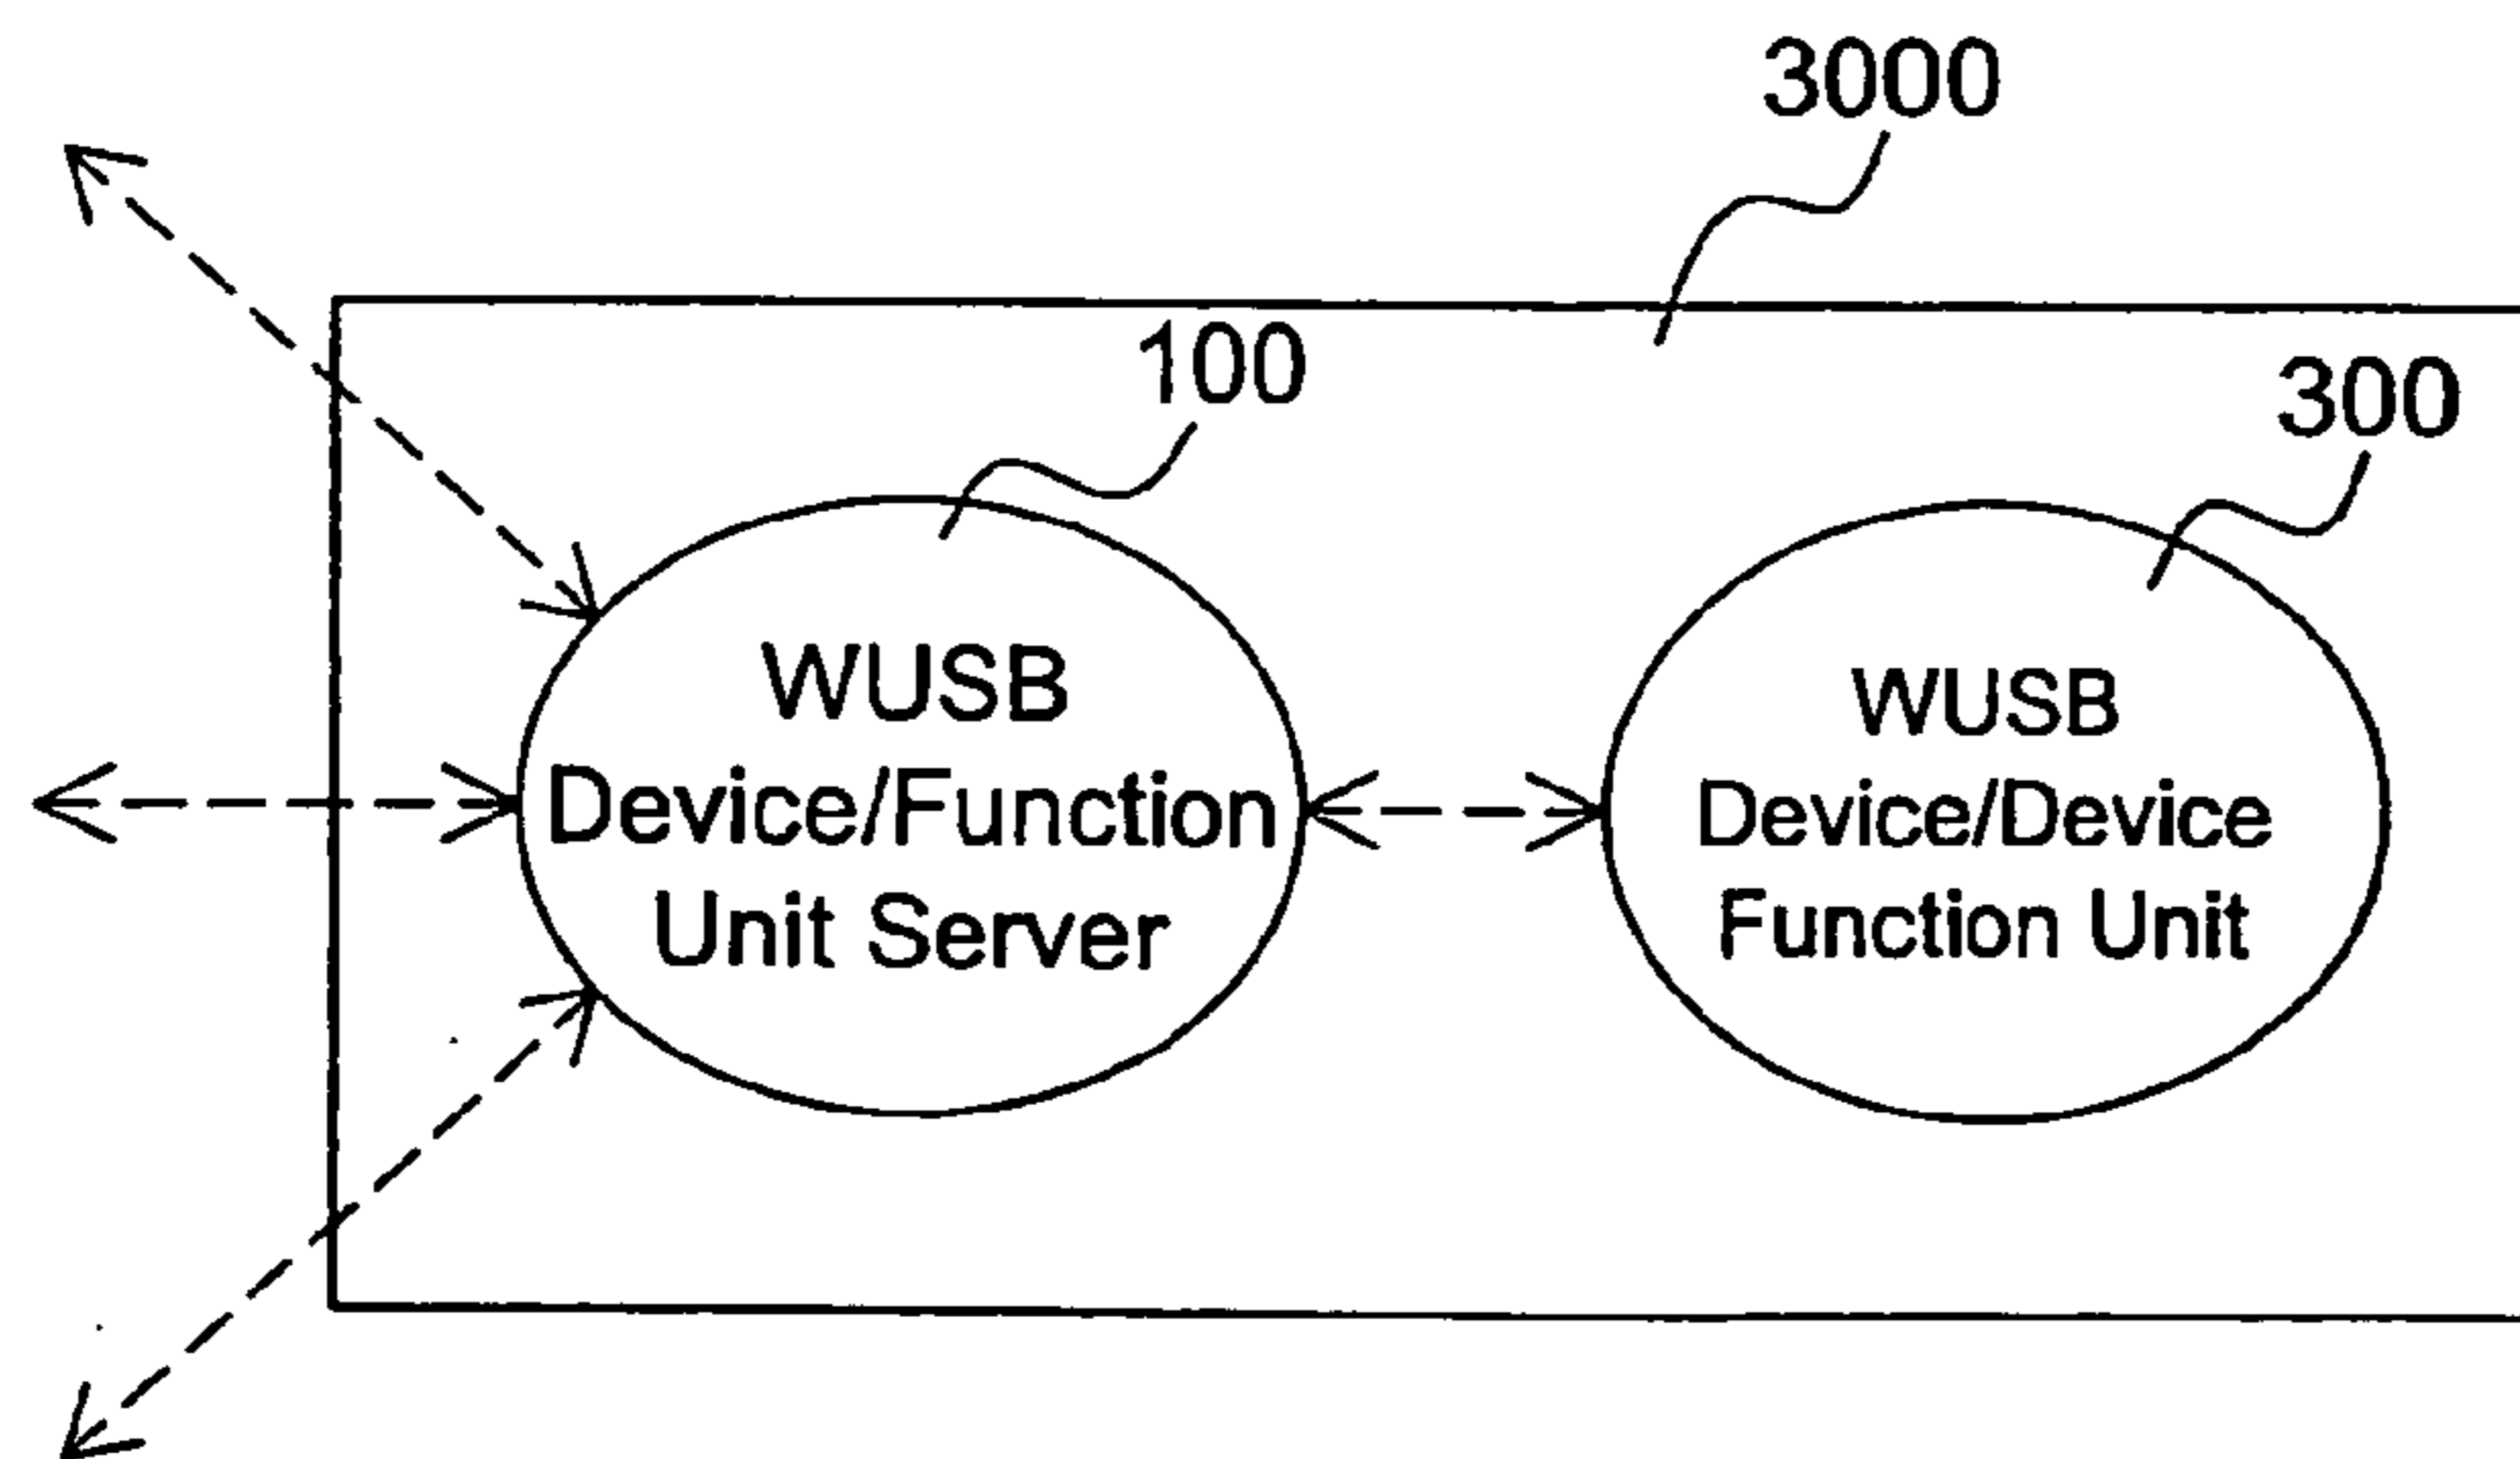 3000
100
300
WUSB
Device/Function
Unit Server
WUSB
Device/Device
Function Unit